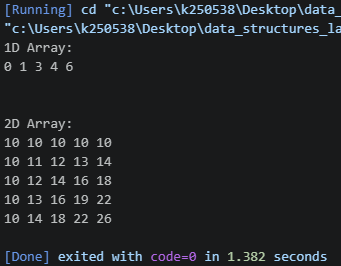 [Running] cd "c:\Users\k250538\Desktop\data_
"c:\Users\k250538\Desktop\data_structures_la
1D Array:
0 1 3 4 6
2D Array:
10 10 10 10 10
10 11 12 13 14
10 12 14 16 18
10 13 16 19 22
10 14 18 22 26
[Done] exited with code=0 in 1.382 seconds